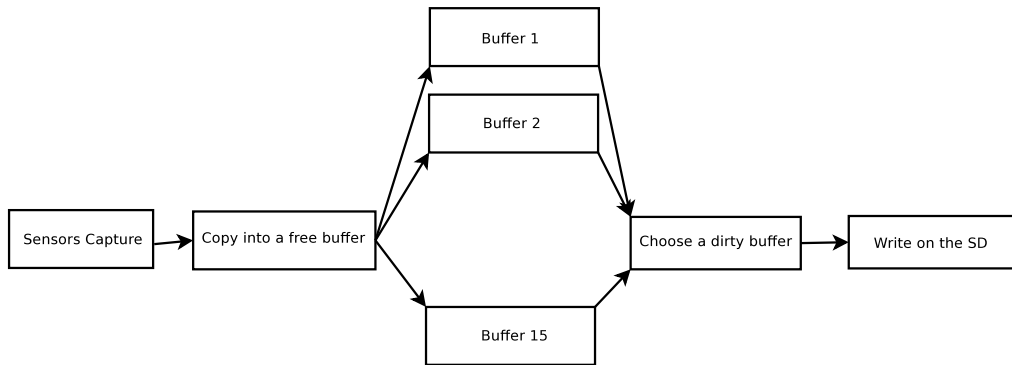 Buffer 1
Buffer 2
Sensors Capture
Copy into a free buffer
Choose a dirty buffer
Write on the SD
Buffer 15